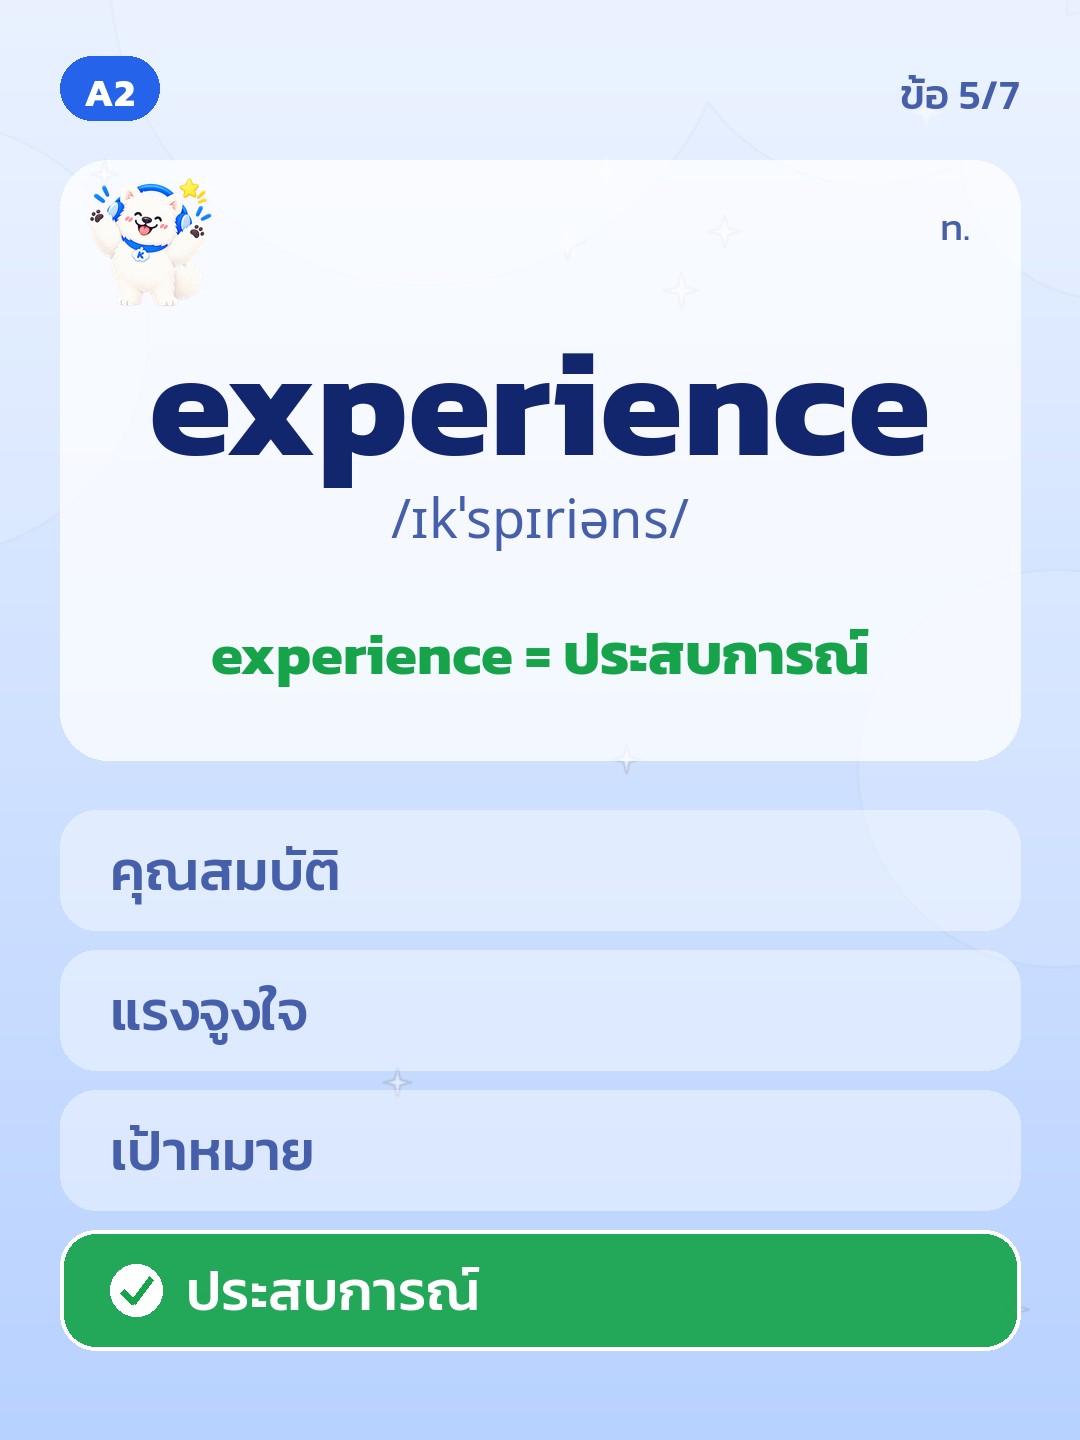 A2
ข้อ 5/7
n.
experience
/ɪkˈspɪriəns/
experience = ประสบการณ์
คุณสมบัติ
แรงจูงใจ
เป้าหมาย
ประสบการณ์